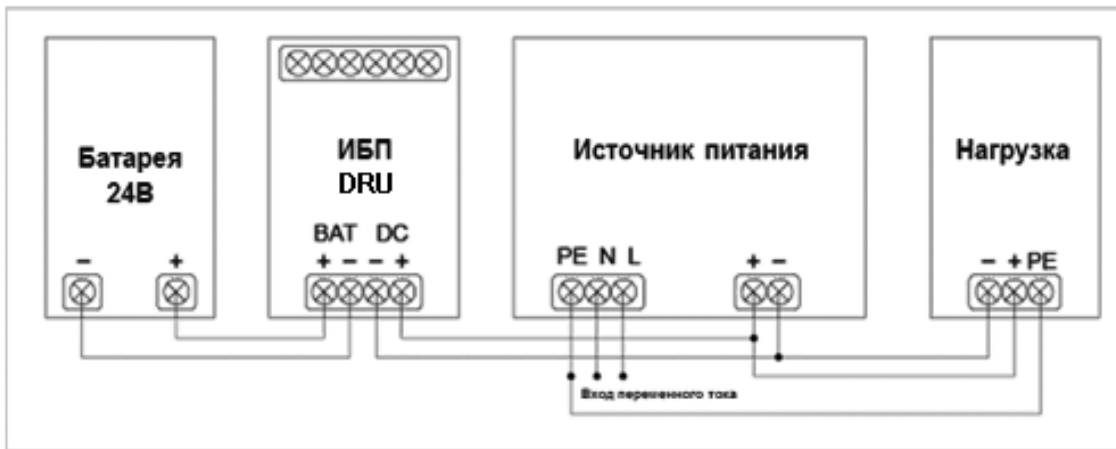 Батарея
24В
− +
ИБП
DRU
BAT DC
+ − − +
Источник питания
PE N L
+ −
Вход переменного тока
Нагрузка
− + PE